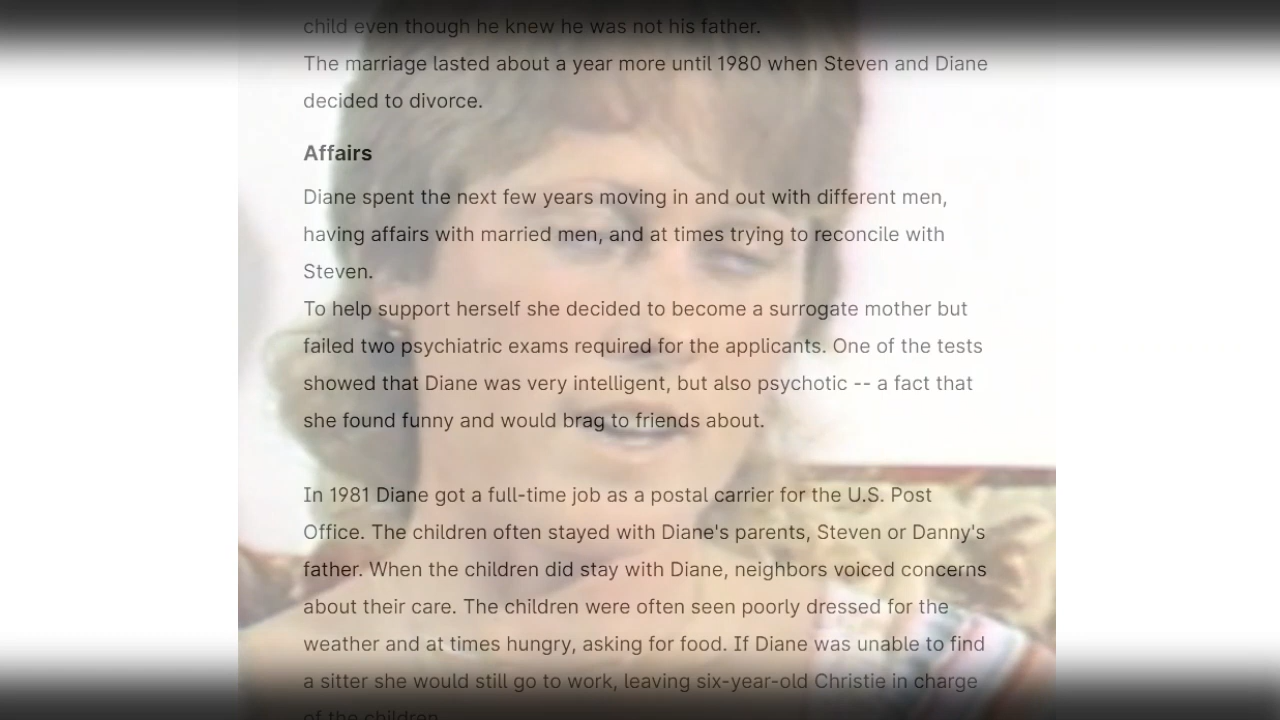 child even though he knew he was not his father.
The marriage lasted about a year more until 1980 when Steven and Diane
decided to divorce.
Affairs
Diane spent the next few years moving in and out with different men,
having affairs with married men, and at times trying to reconcile with
Steven.
To help support herself she decided to become a surrogate mother but
failed two psychiatric exams required for the applicants. One of the tests
showed that Diane was very intelligent, but also psychotic -- a fact that
she found funny and would brag to friends about.
In 1981 Diane got a full-time job as a postal carrier for the U.S. Post
Office. The children often stayed with Diane's parents, Steven or Danny's
father. When the children did stay with Diane, neighbors voiced concerns
about their care. The children were often seen poorly dressed for the
weather and at times hungry, asking for food. If Diane was unable to find
a sitter she would still go to work, leaving six-year-old Christie in charge
of the children.